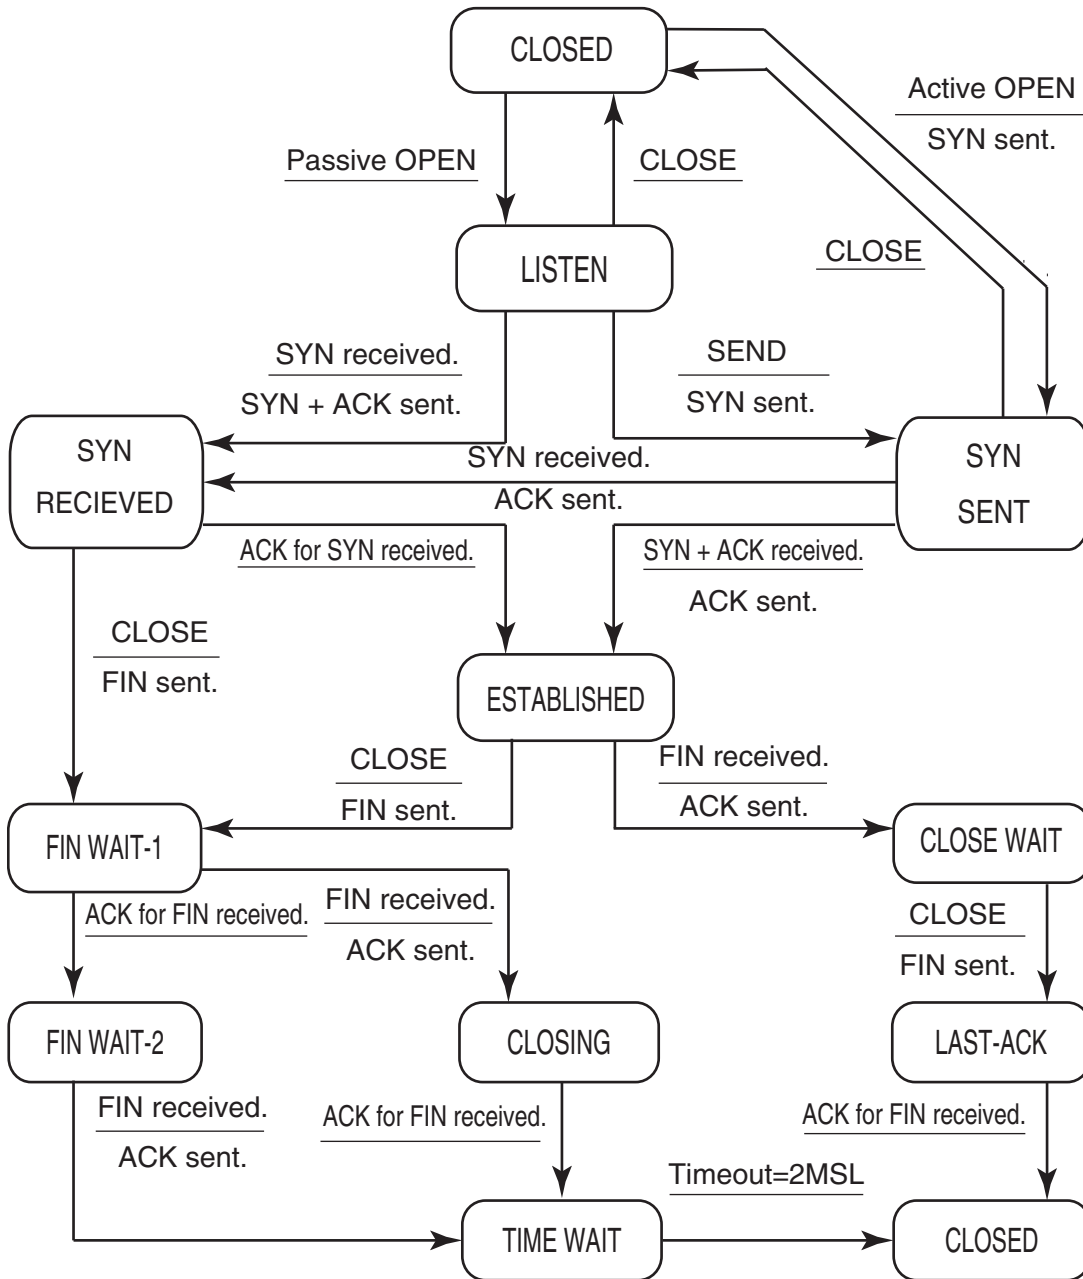 CLOSED
Active OPEN
SYN sent.
Passive OPEN
CLOSE
CLOSE
LISTEN
SYN received.
SYN + ACK sent.
SEND
SYN sent.
SYN
RECIEVED
SYN received.
ACK sent.
SYN
SENT
ACK for SYN received.
SYN + ACK received.
ACK sent.
CLOSE
FIN sent.
ESTABLISHED
CLOSE
FIN sent.
FIN received.
ACK sent.
FIN WAIT-1
CLOSE WAIT
ACK for FIN received.
FIN received.
ACK sent.
CLOSE
FIN sent.
FIN WAIT-2
CLOSING
LAST-ACK
FIN received.
ACK sent.
ACK for FIN received.
ACK for FIN received.
Timeout=2MSL
TIME WAIT
CLOSED